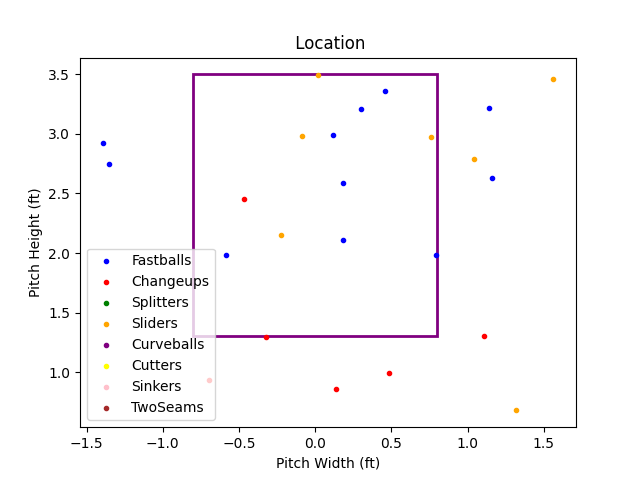 Location
3.5
3.0
2.5
2.0
1.5
1.0
Pitch Height (ft)
Fastballs
Changeups
Splitters
Sliders
Curveballs
Cutters
Sinkers
TwoSeams
−1.5 −1.0 −0.5 0.0 0.5 1.0 1.5
Pitch Width (ft)